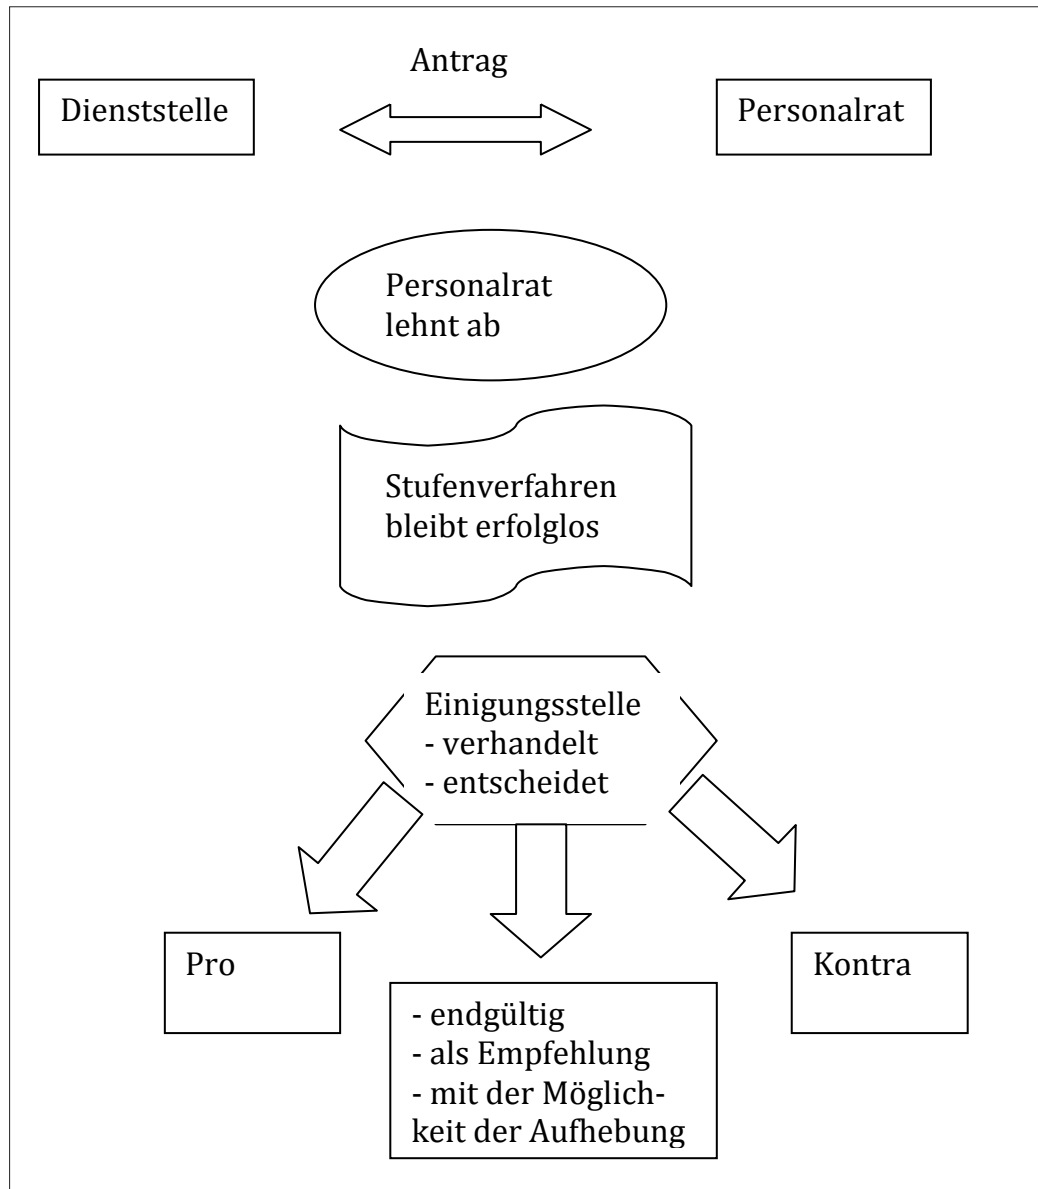 Antrag
Dienststelle
Personalrat
Personalrat
lehnt ab
Stufenverfahren
bleibt erfolglos
Einigungsstelle
- verhandelt
- entscheidet
Pro
Kontra
- endgültig
- als Empfehlung
- mit der Möglich-
keit der Aufhebung